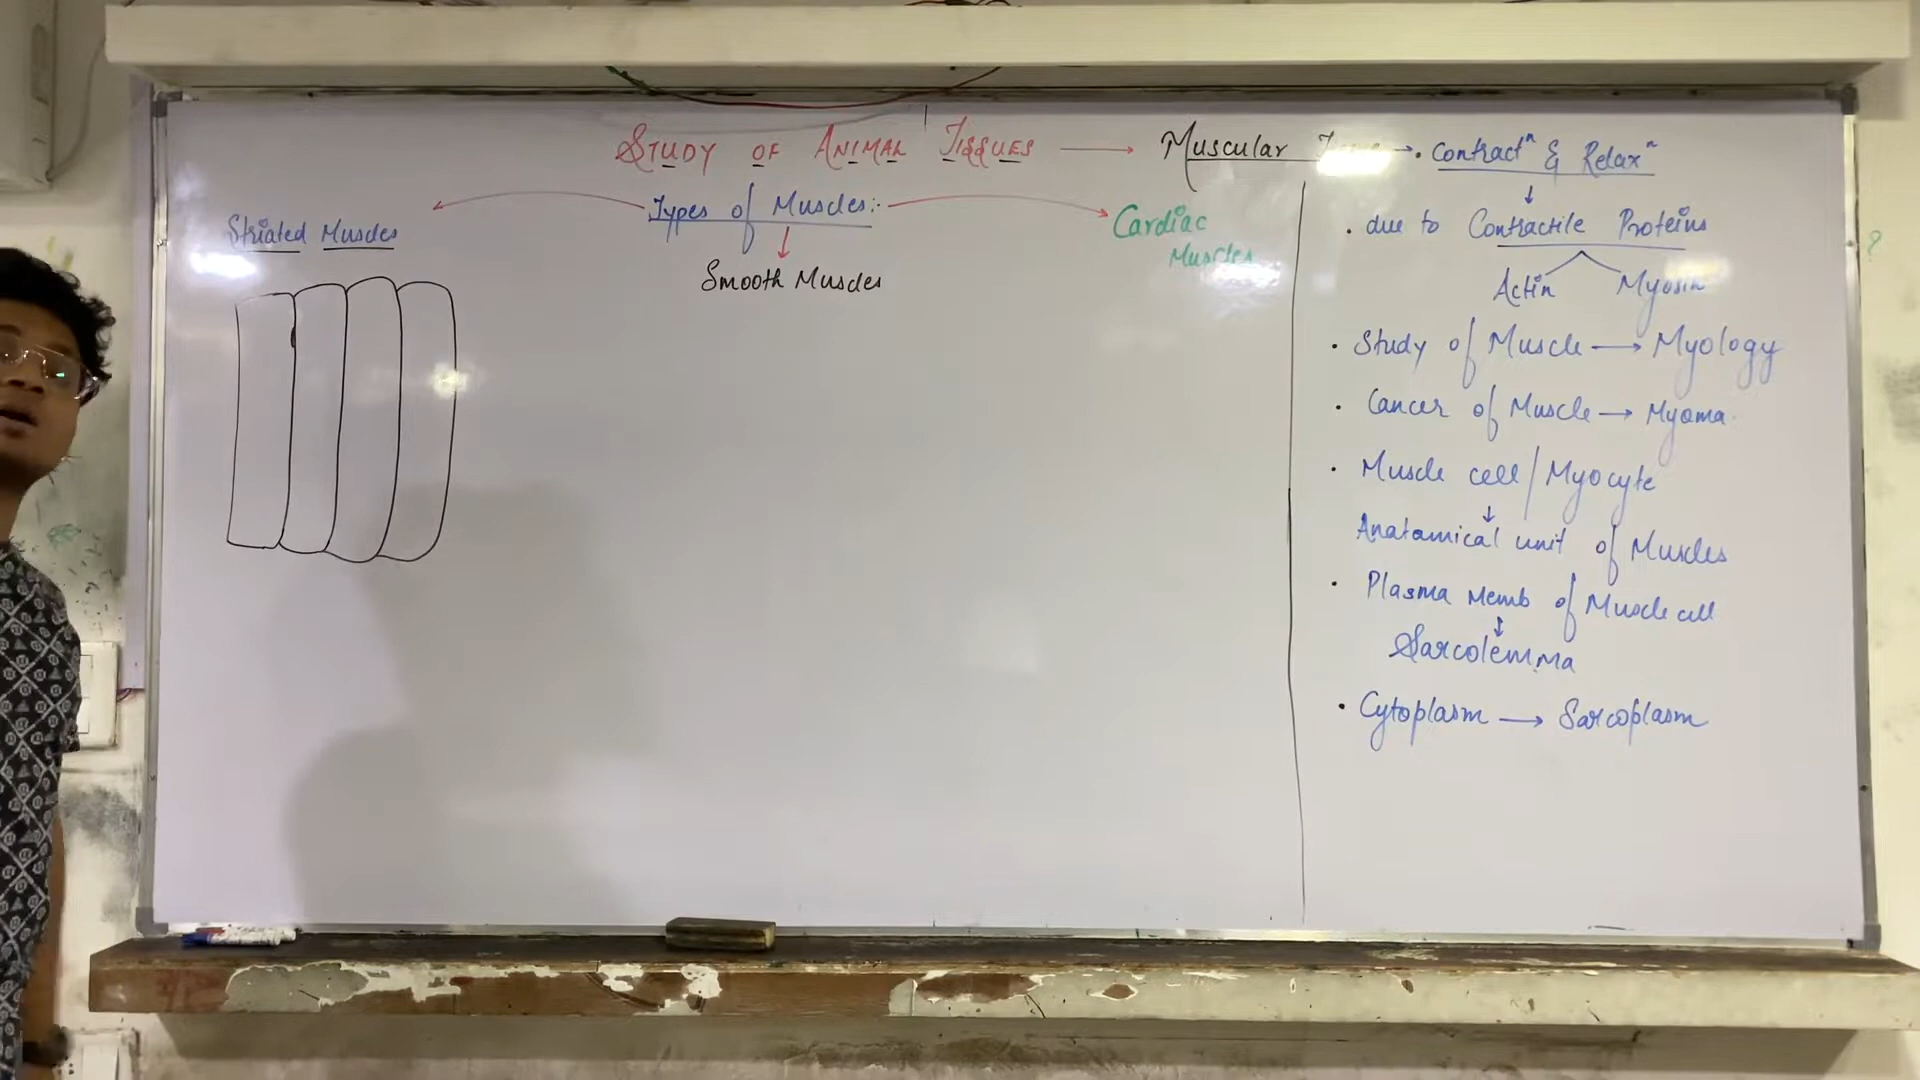 STUDY OF ANIMAL TISSUES → Muscular → . Contractⁿ & Relaxⁿ
Types of Muscles:-
Striated Muscles
Smooth Muscles
Cardiac
Muscles
↓
. due to Contractile Proteins
Actin Myosin
. Study of Muscle → Myology
. Cancer of Muscle → Myoma
. Muscle cell / Myocyte
↓
Anatamical unit of Muscles
. Plasma Memb of Muscle cell
↓
Sarcolemma
. Cytoplasm → Sarcoplasm
?